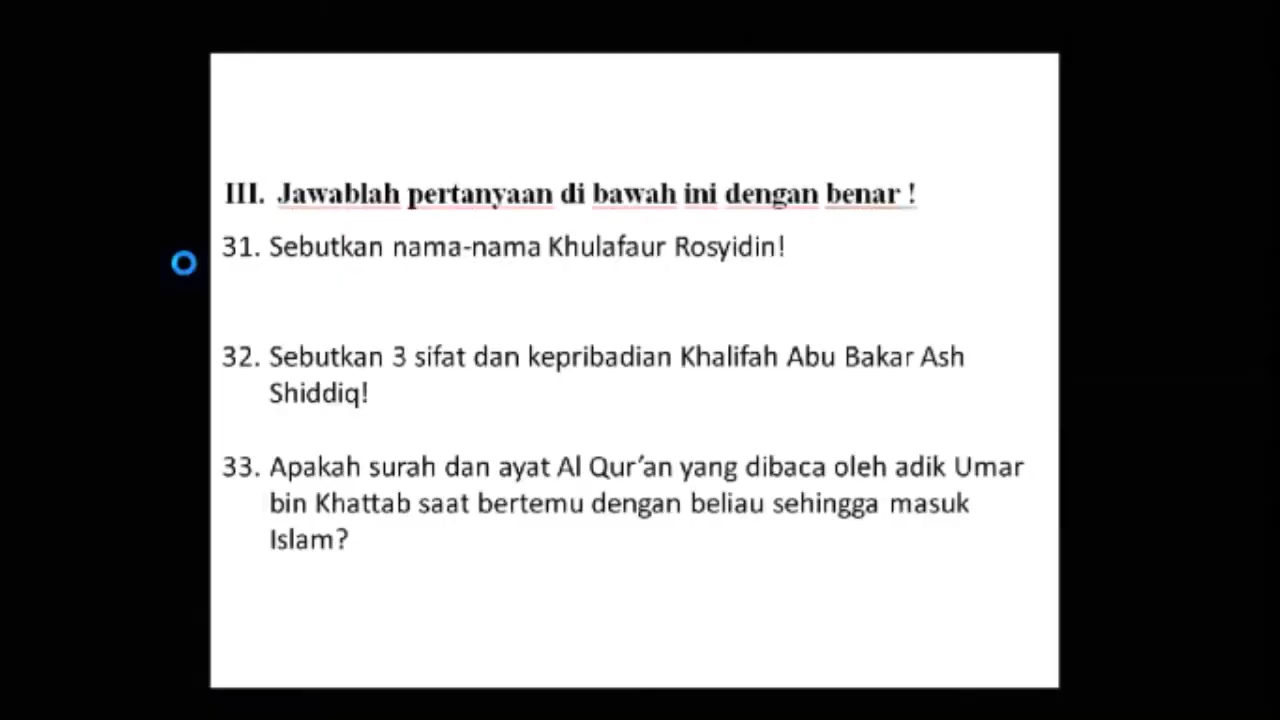 III. Jawablah pertanyaan di bawah ini dengan benar !
31. Sebutkan nama-nama Khulafaur Rosyidin!
32. Sebutkan 3 sifat dan kepribadian Khalifah Abu Bakar Ash
Shiddiq!
33. Apakah surah dan ayat Al Qur’an yang dibaca oleh adik Umar
bin Khattab saat bertemu dengan beliau sehingga masuk
Islam?